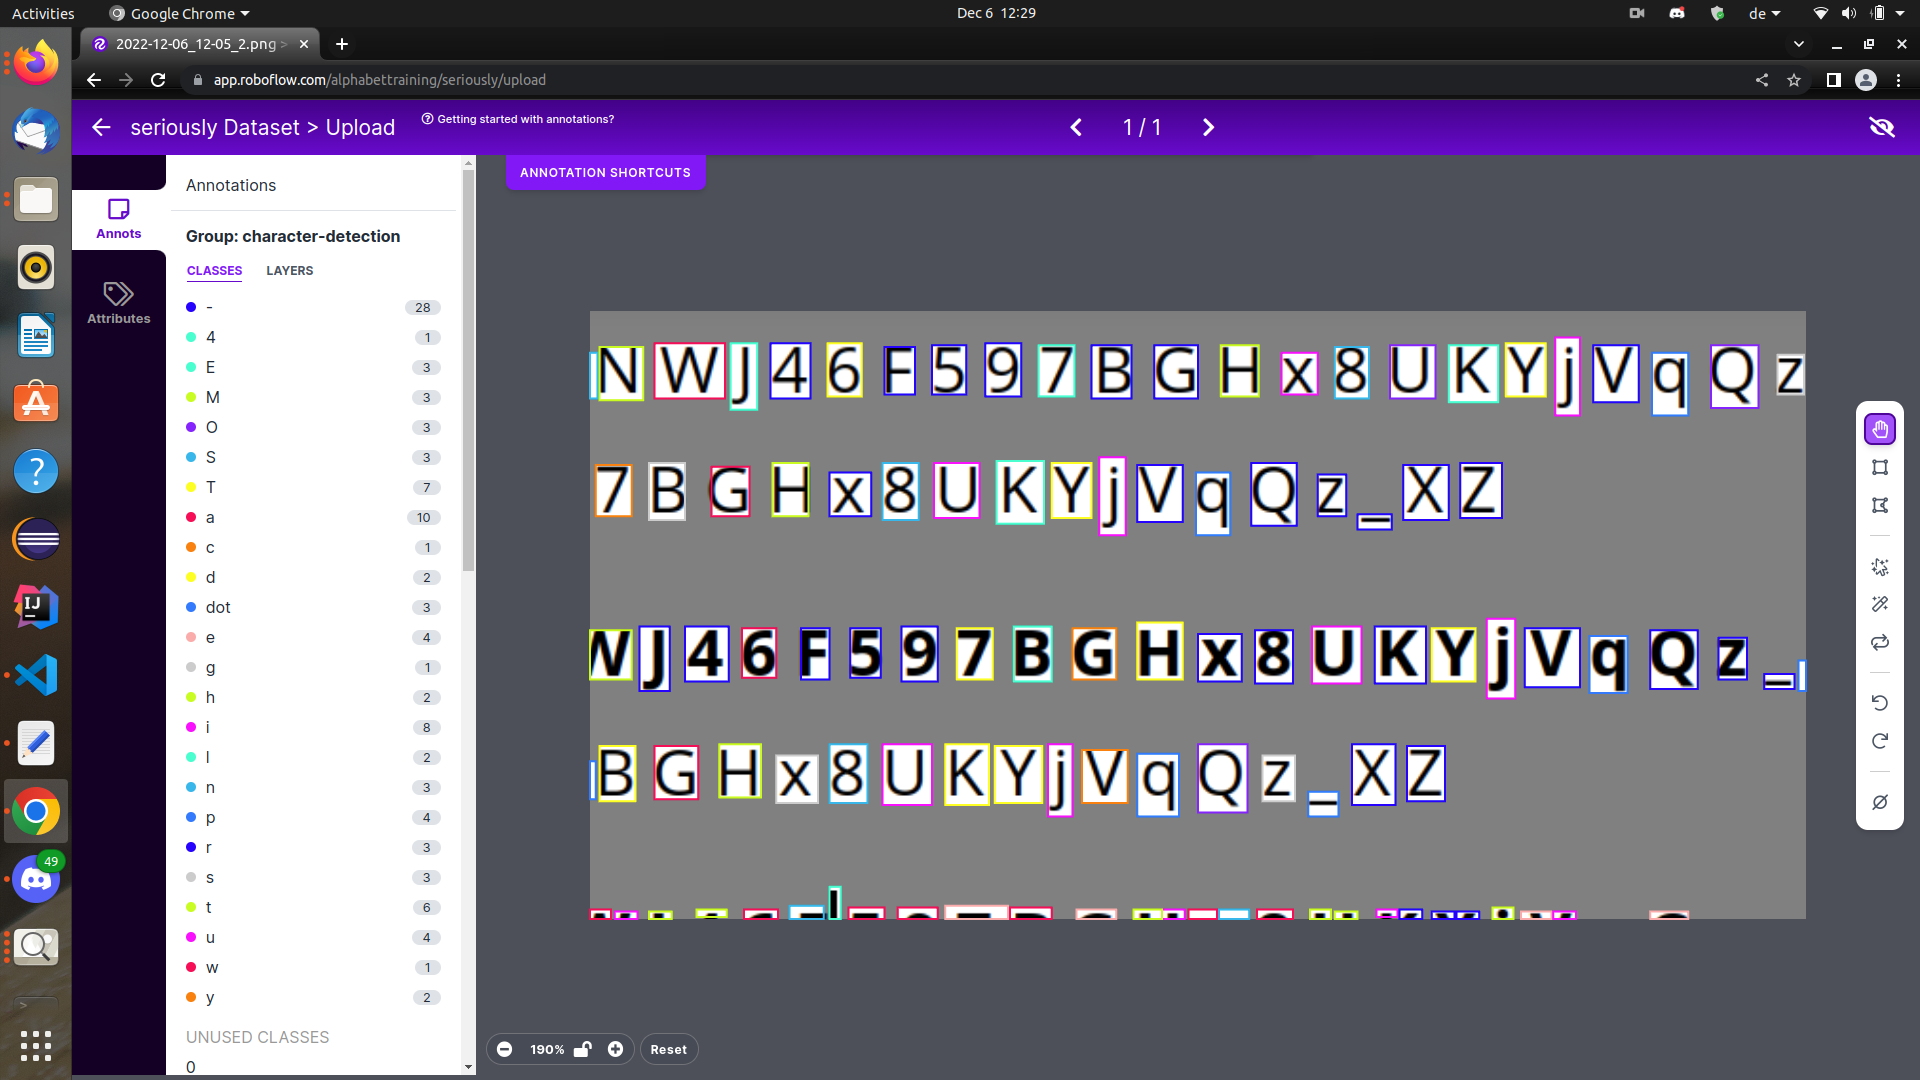 Activities
Google Chrome
Dec 6 12:29
de
2022-12-06_12-05_2.png >
app.roboflow.com/alphabettraining/seriously/upload
seriously Dataset > Upload
Getting started with annotations?
1 / 1
ANNOTATION SHORTCUTS
Annots
Attributes
Annotations
Group: character-detection
CLASSES LAYERS
- 28
4 1
E 3
M 3
O 3
S 3
T 7
a 10
c 1
d 2
dot 3
e 4
g 1
h 2
i 8
l 2
n 3
p 4
r 3
s 3
t 6
u 4
w 1
y 2
UNUSED CLASSES
0
N W J 4 6 F 5 9 7 B G H x 8 U K Y j V q Q z
7 B G H x 8 U K Y j V q Q z _ X Z
W J 4 6 F 5 9 7 B G H x 8 U K Y j V q Q z _
B G H x 8 U K Y j V q Q z _ X Z
190%
Reset
IJ
49